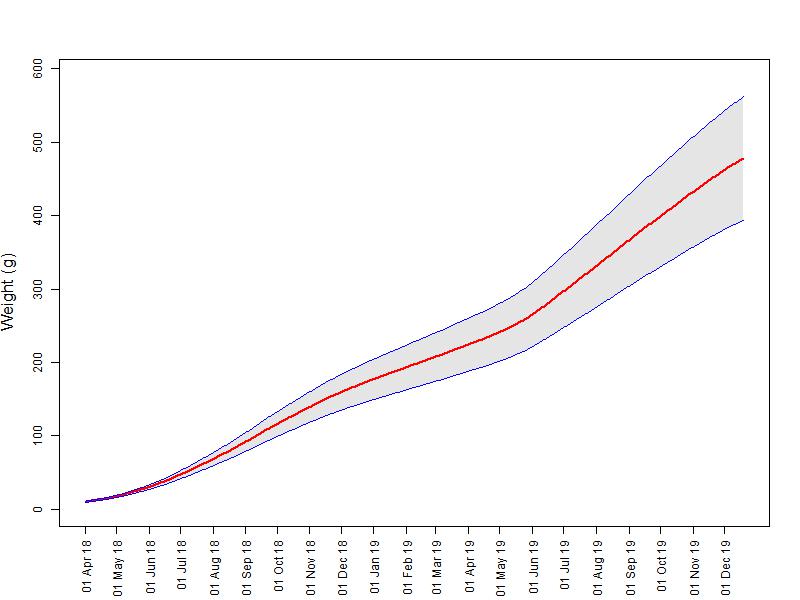 Weight (g)
600
500
400
300
200
100
0
01 Apr 18
01 May 18
01 Jun 18
01 Jul 18
01 Aug 18
01 Sep 18
01 Oct 18
01 Nov 18
01 Dec 18
01 Jan 19
01 Feb 19
01 Mar 19
01 Apr 19
01 May 19
01 Jun 19
01 Jul 19
01 Aug 19
01 Sep 19
01 Oct 19
01 Nov 19
01 Dec 19